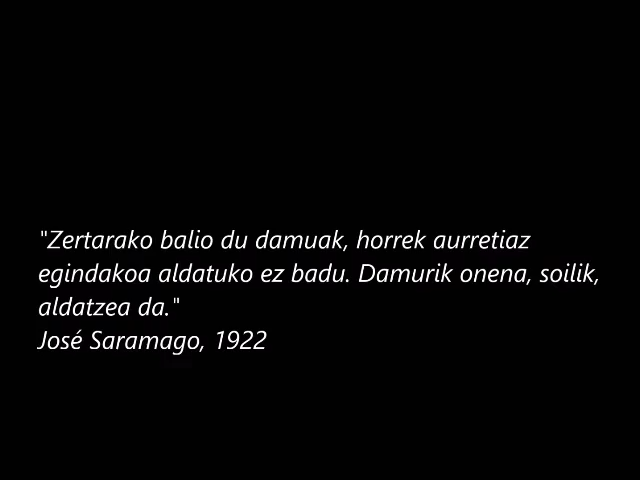 "Zertarako balio du damuak, horrek aurretiaz
egindakoa aldatuko ez badu. Damurik onena, soilik,
aldatzea da."
José Saramago, 1922